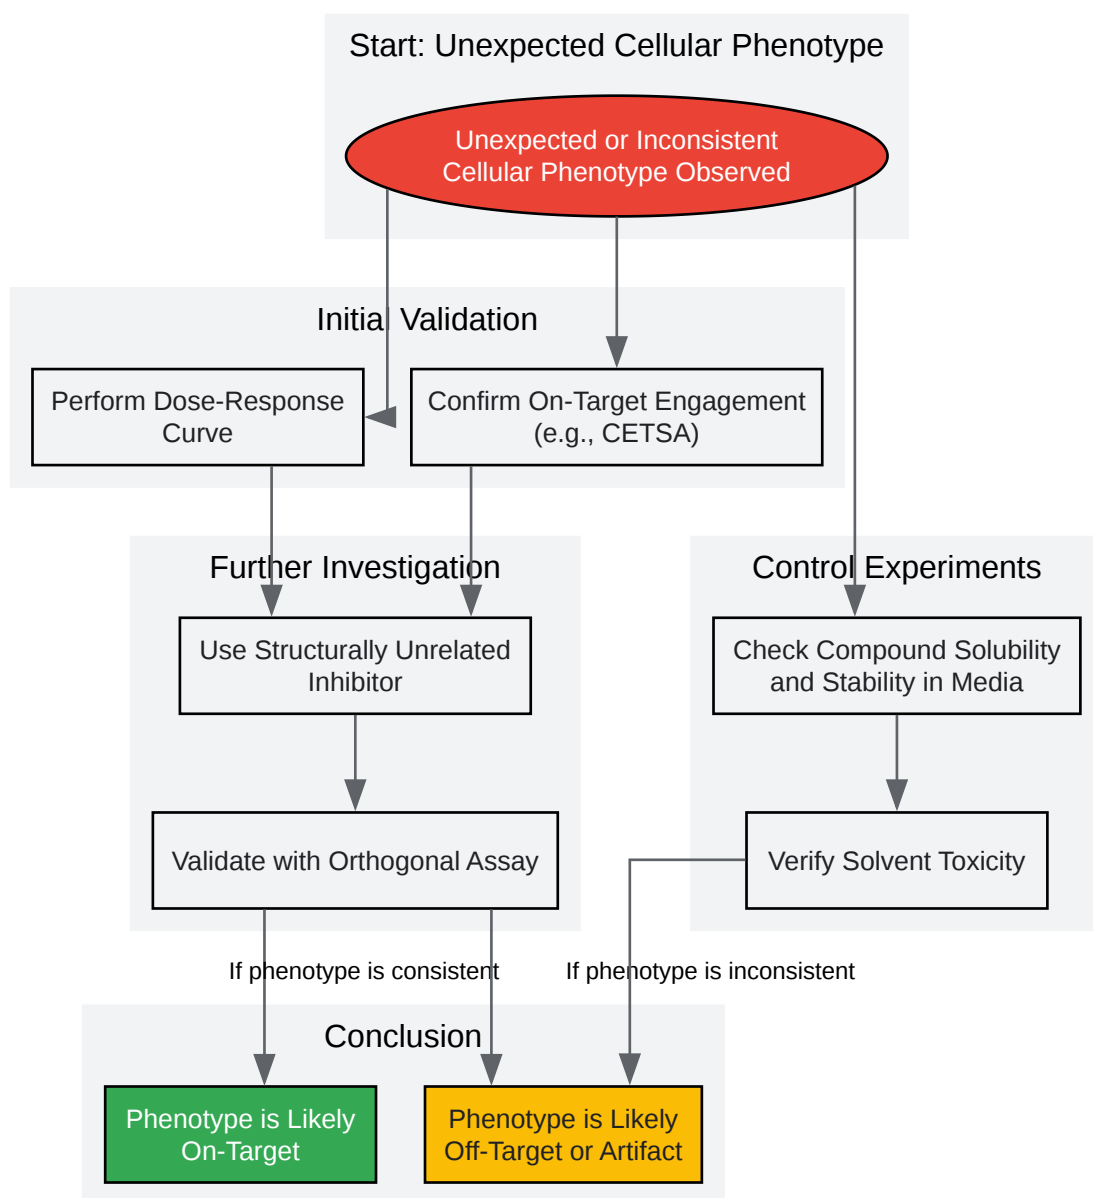 Start: Unexpected Cellular Phenotype
Unexpected or Inconsistent
Cellular Phenotype Observed
Initial Validation
Perform Dose-Response
Curve
Confirm On-Target Engagement
(e.g., CETSA)
Further Investigation
Control Experiments
Use Structurally Unrelated
Inhibitor
Check Compound Solubility
and Stability in Media
Validate with Orthogonal Assay
Verify Solvent Toxicity
If phenotype is consistent
If phenotype is inconsistent
Conclusion
Phenotype is Likely
On-Target
Phenotype is Likely
Off-Target or Artifact